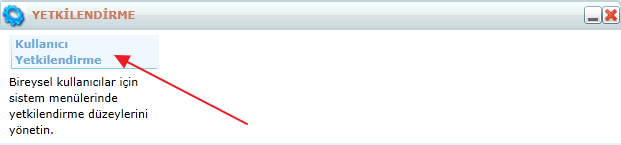 YETKİLENDİRME
Kullanıcı
Yetkilendirme
Bireysel kullanıcılar için
sistem menülerinde
yetkilendirme düzeylerini
yönetin.